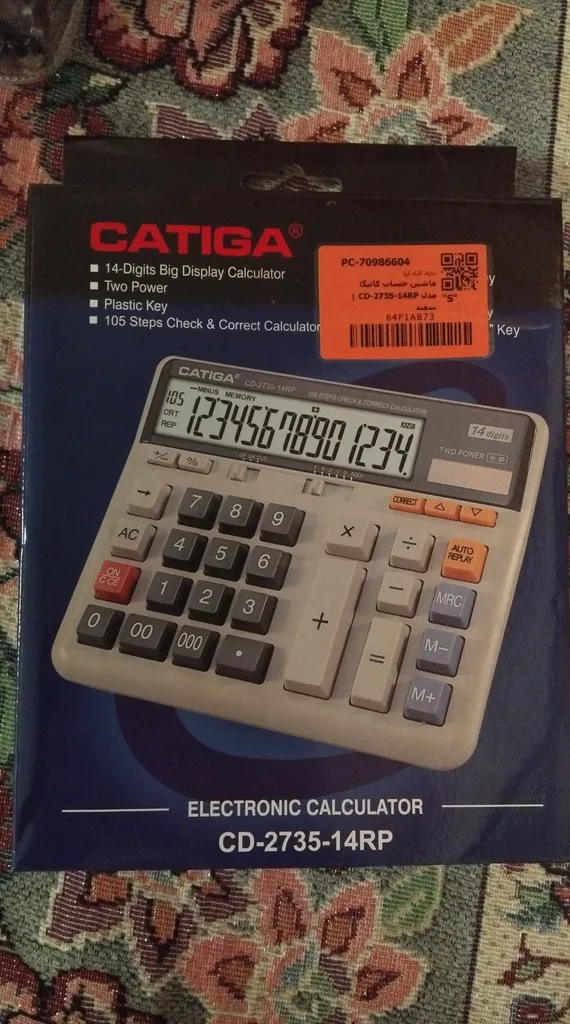 CATIGA®
■ 14-Digits Big Display Calculator
■ Two Power
■ Plastic Key
■ 105 Steps Check & Correct Calculator
y
y
" Key
PC-70986604
ماشین حساب کاتیگا
مدل CD-2735-14RP |
سفید
"S"
64F1AB73
CATIGA® CD-2735-14RP
105 STEPS CHECK & CORRECT CALCULATOR
105 −MINUS MEMORY ANS
CRT
REP
12345678901234.
14 digits
TWO POWER
+/− %
→ 7 8 9
CORRECT △ ▽
AC 4 5 6 × ÷ AUTO REPLAY
ON C·CE 1 2 3 + − MRC
0 00 000 • = M−
M+
ELECTRONIC CALCULATOR
CD-2735-14RP